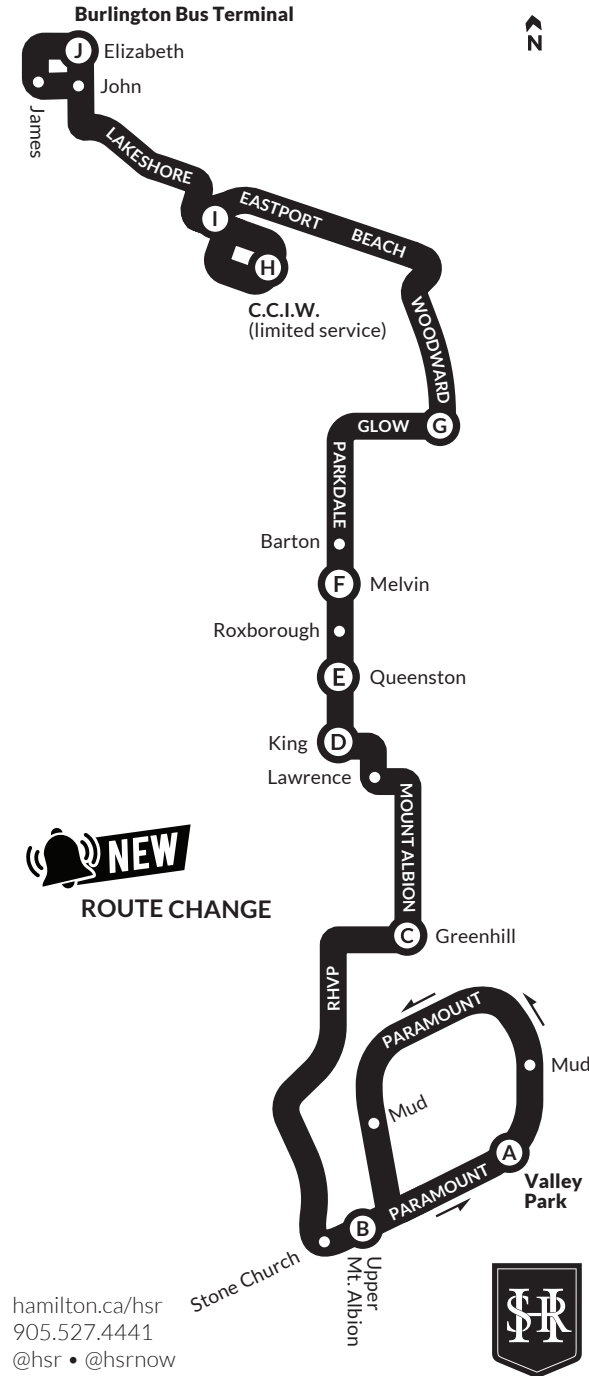 Burlington Bus Terminal
N
J
Elizabeth
John
James
LAKESHORE
I
EASTPORT
BEACH
H
C.C.I.W.
(limited service)
WOODWARD
GLOW
G
PARKDALE
Barton
F
Melvin
Roxborough
E
Queenston
King
D
Lawrence
MOUNT ALBION
NEW
ROUTE CHANGE
C
Greenhill
RHVP
PARAMOUNT
Mud
Mud
A
PARAMOUNT
Valley
Park
B
Stone Church
Upper
Mt. Albion
hamilton.ca/hsr
905.527.4441
@hsr • @hsrnow
HSR